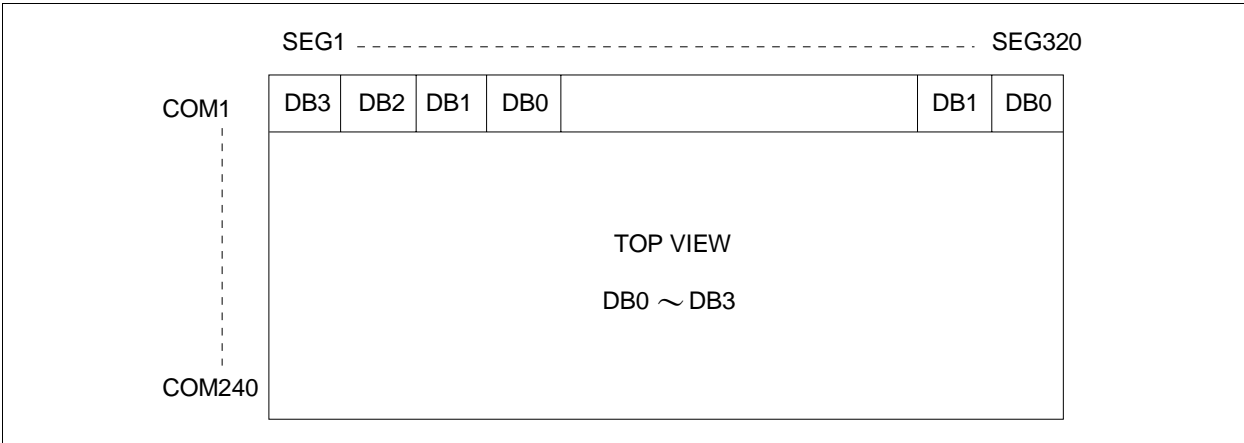 SEG1 SEG320
COM1 DB3 DB2 DB1 DB0 DB1 DB0
TOP VIEW
DB0 ~ DB3
COM240